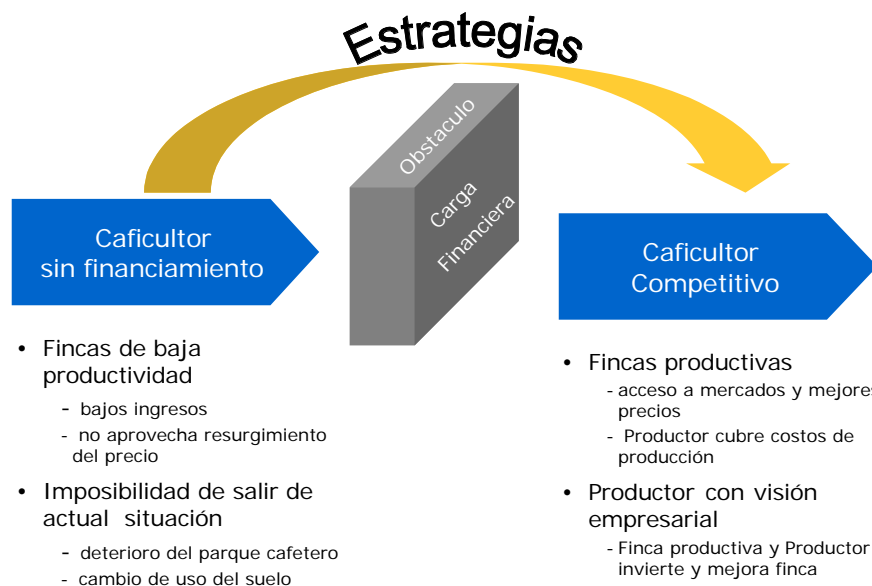 Estrategias
Obstaculo
Carga
Financiera
Caficultor
sin financiamiento
Caficultor
Competitivo
• Fincas de baja
productividad
- bajos ingresos
- no aprovecha resurgimiento
del precio
• Imposibilidad de salir de
actual situación
- deterioro del parque cafetero
- cambio de uso del suelo
• Fincas productivas
- acceso a mercados y mejores
precios
- Productor cubre costos de
producción
• Productor con visión
empresarial
- Finca productiva y Productor
invierte y mejora finca